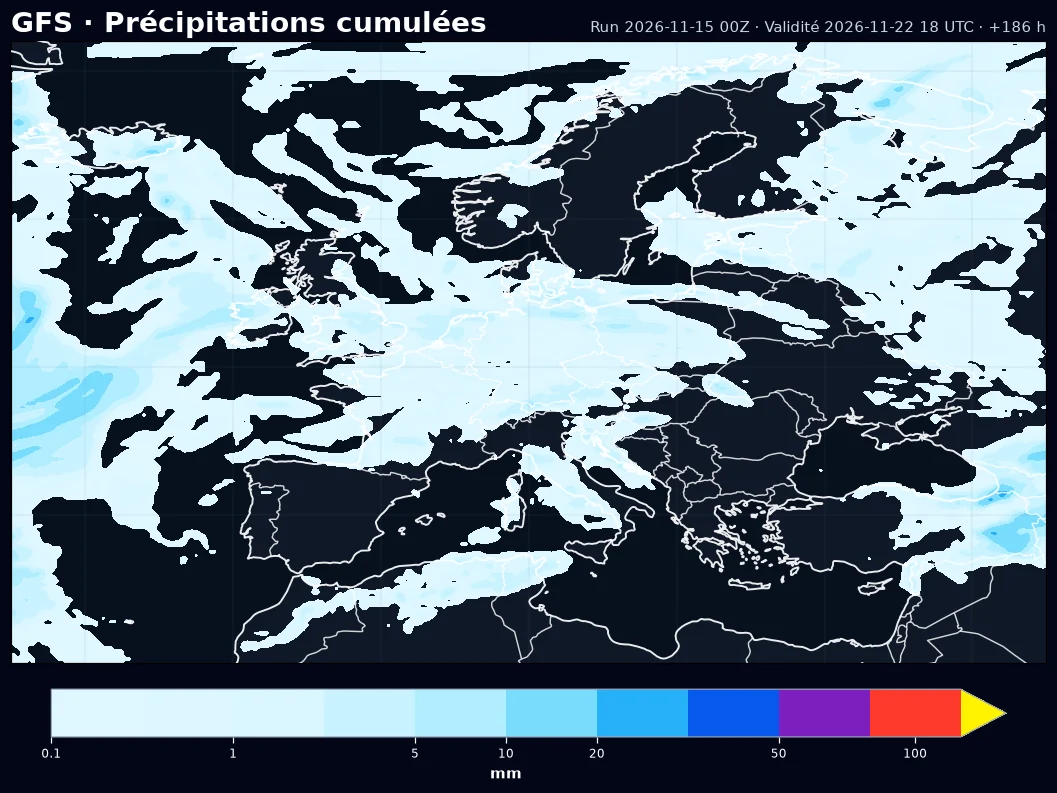 GFS · Précipitations cumulées
Run 2026-11-15 00Z · Validité 2026-11-22 18 UTC · +186 h
0.1 1 5 10 20 50 100
mm